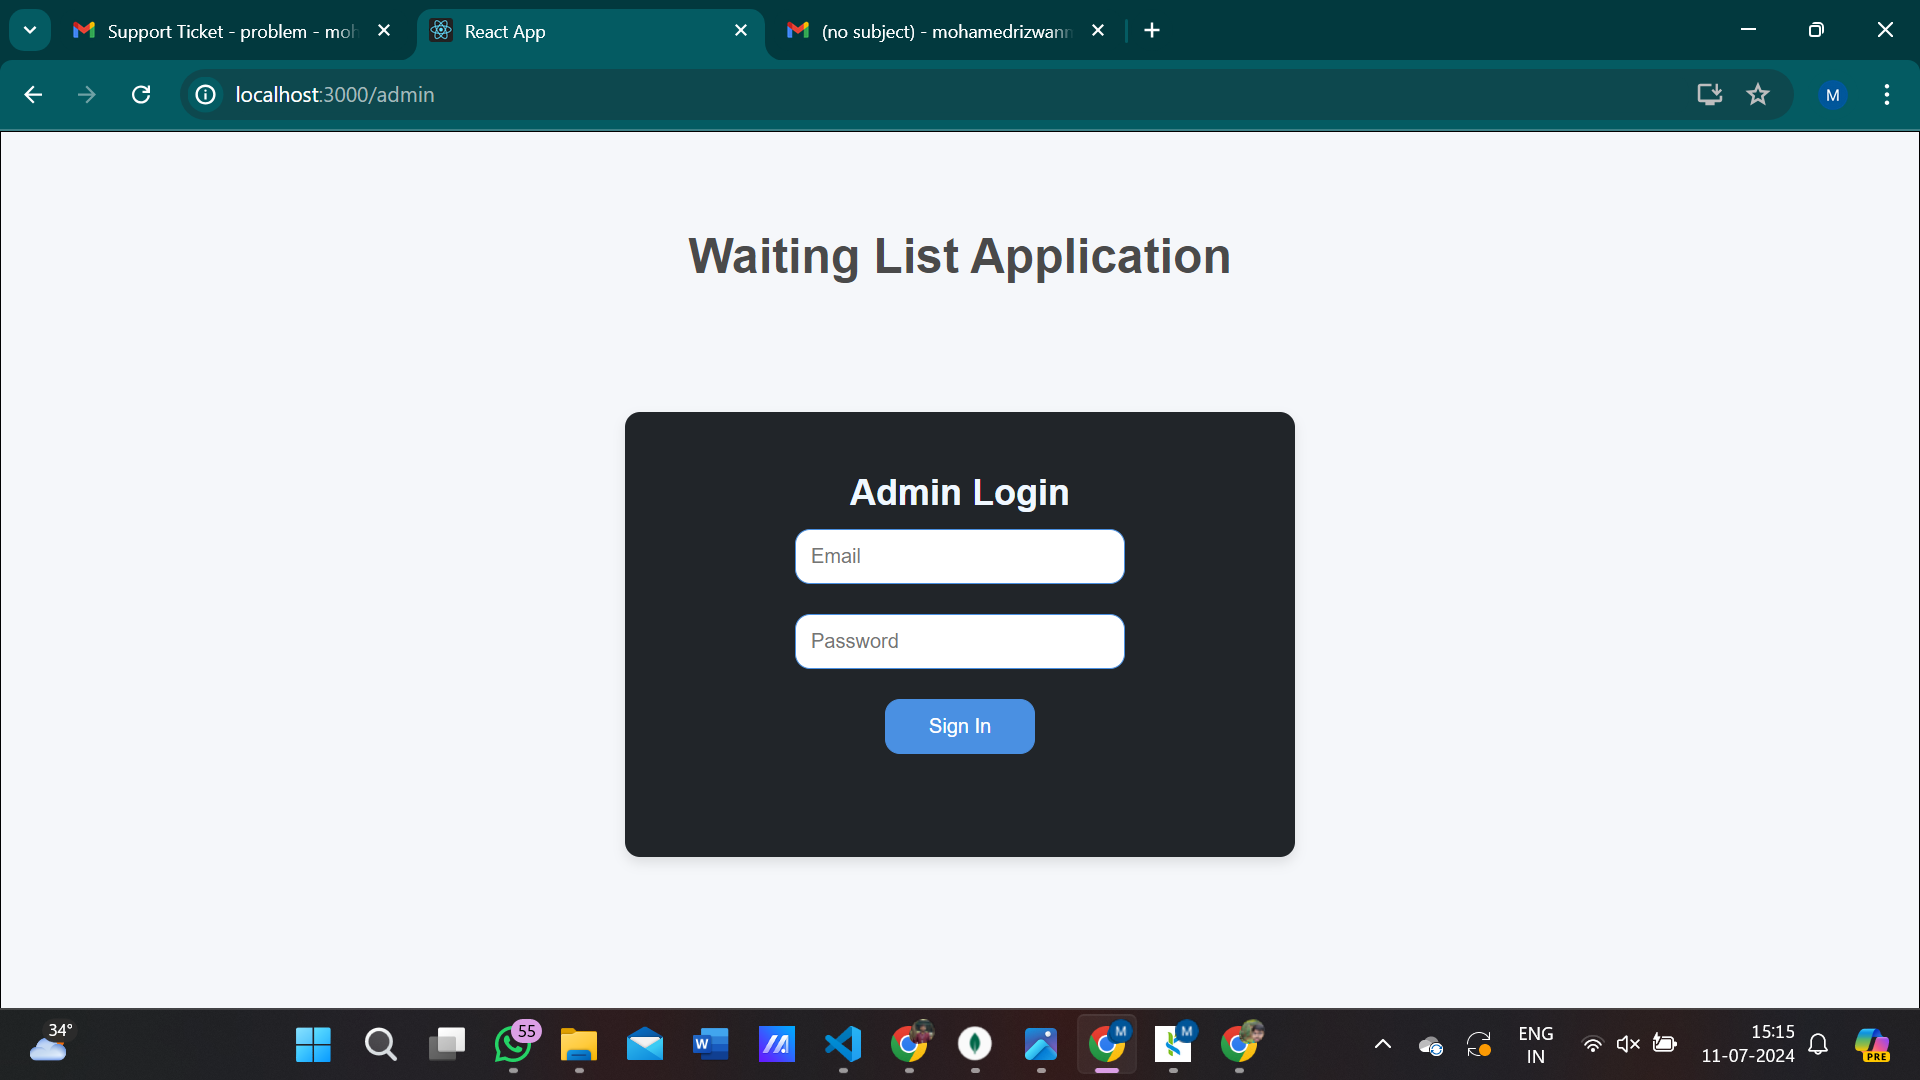 Support Ticket - problem - moh
React App
(no subject) - mohamedrizwann
localhost:3000/admin
M
Waiting List Application
Admin Login
Email
Password
Sign In
34°
55
W
M
M
ENG
IN
15:15
11-07-2024
PRE